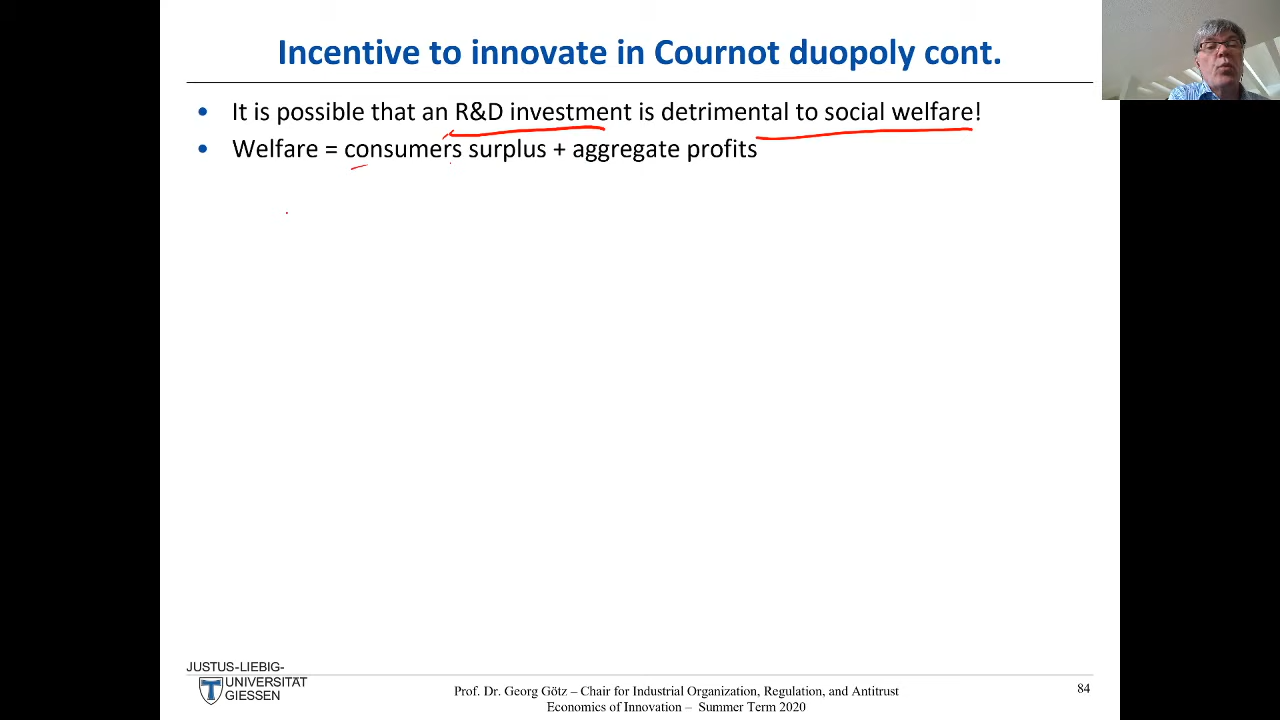 Incentive to innovate in Cournot duopoly cont.
• It is possible that an R&D investment is detrimental to social welfare!
• Welfare = consumers surplus + aggregate profits
JUSTUS-LIEBIG-
UNIVERSITÄT
GIESSEN
Prof. Dr. Georg Götz – Chair for Industrial Organization, Regulation, and Antitrust
Economics of Innovation – Summer Term 2020
84